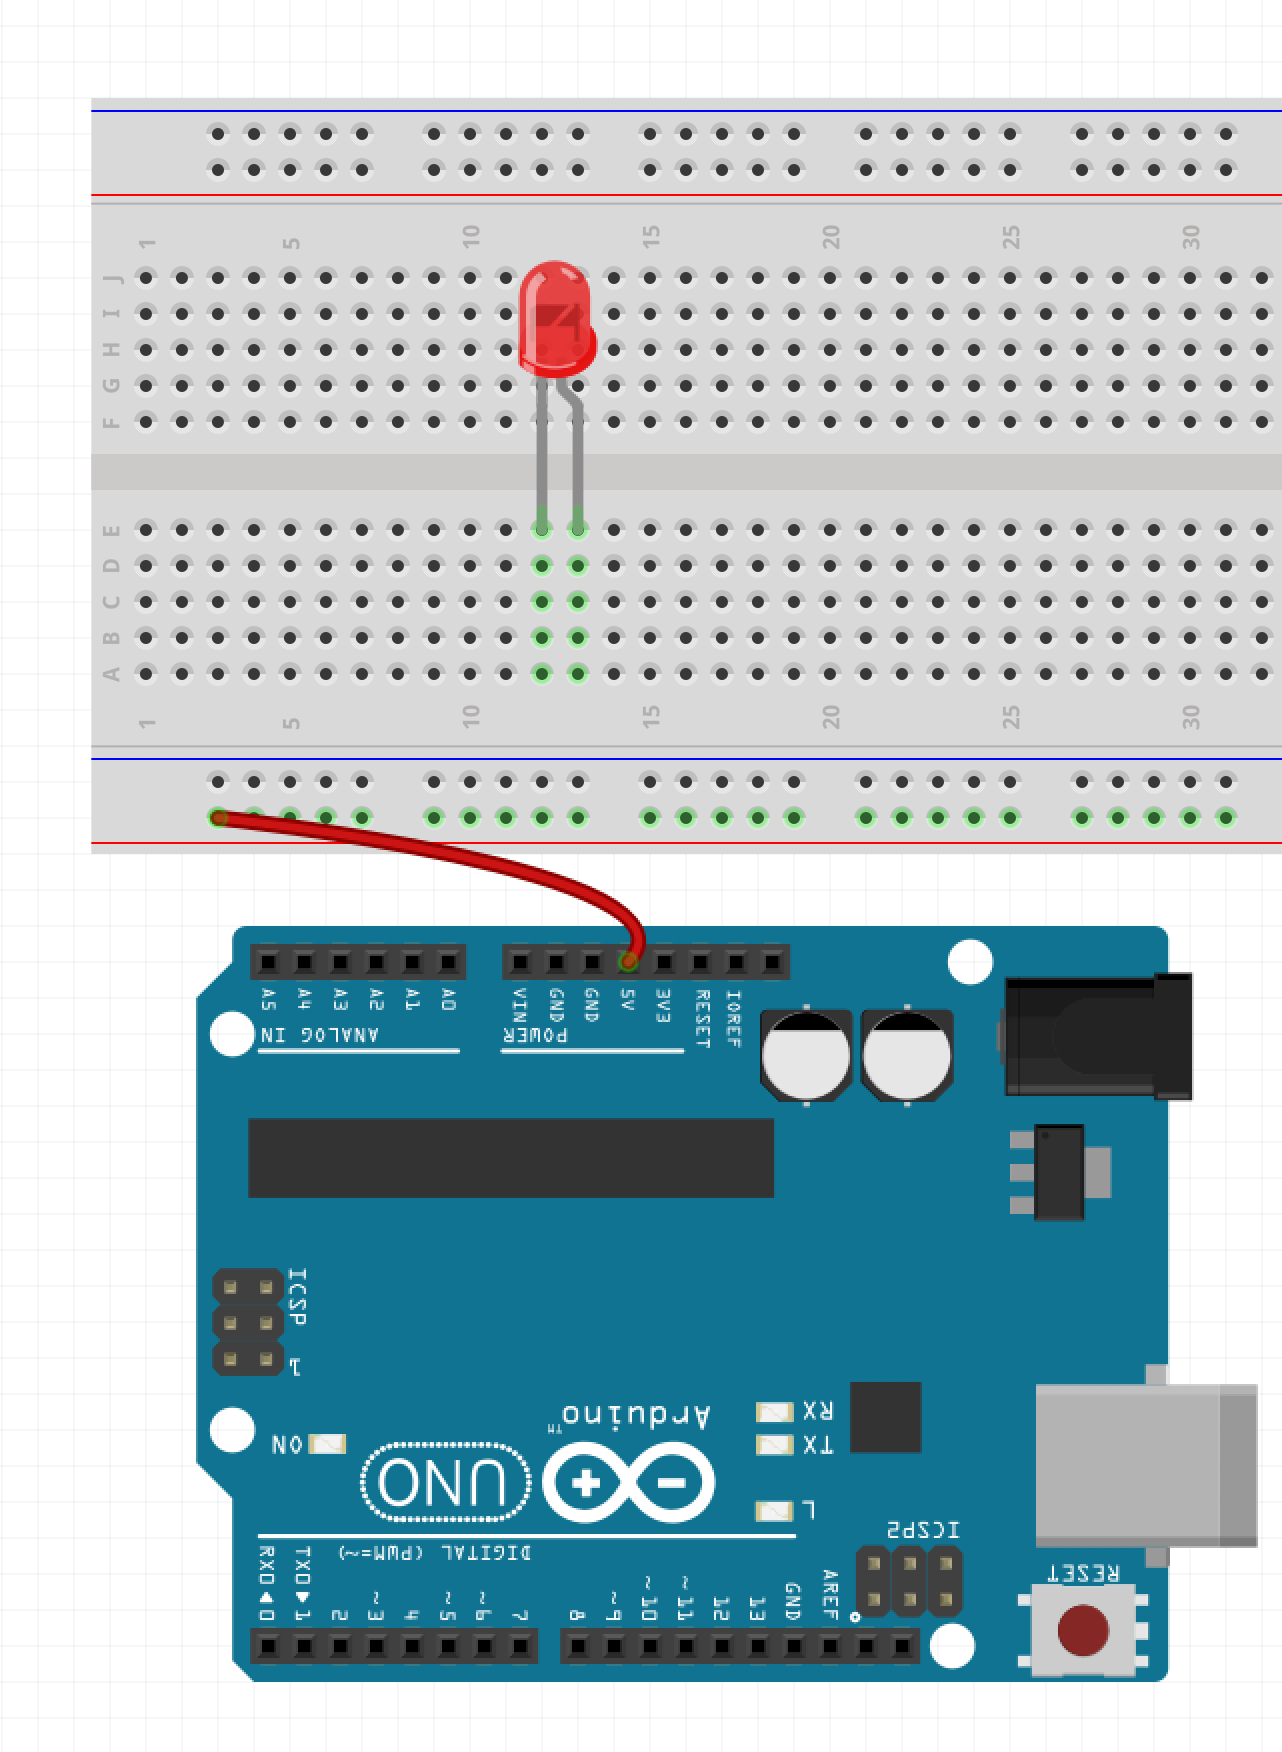 1 5 10 15 20 25 30
J
I
H
G
F
E
D
C
B
A
1 5 10 15 20 25 30
A5 A4 A3 A2 A1 A0 VIN GND GND 5V 3V3 RESET IOREF
ANALOG IN POWER
ICSP
1
Arduino
TM
RX
TX
ON
UNO
L
ICSP2
DIGITAL (PWM=~)
RESET
RX0◀0 TX0▶1 2 ~3 4 ~5 ~6 7 8 ~9 ~10 ~11 12 13 GND AREF